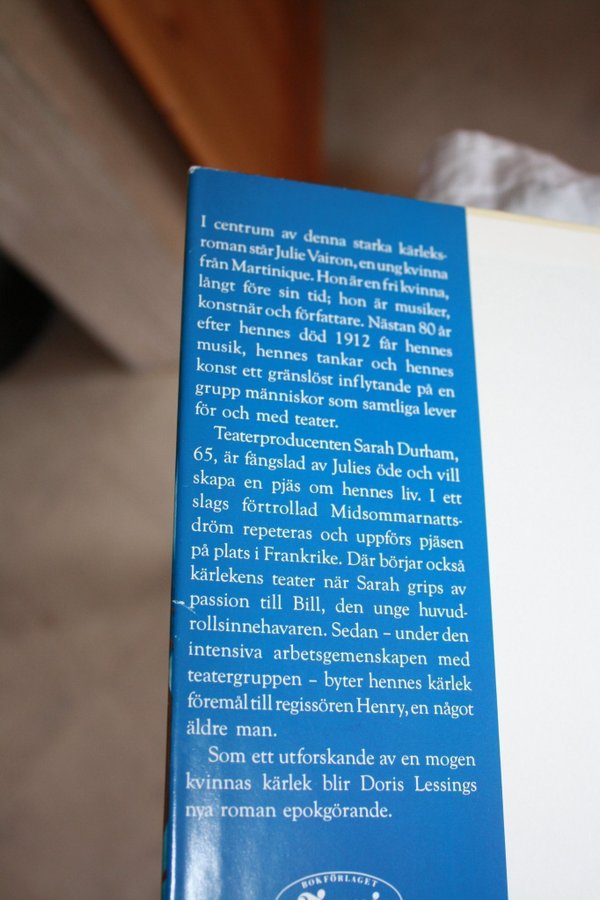 I centrum av denna starka kärleks-
roman står Julie Vairon, en ung kvinna
från Martinique. Hon är en fri kvinna,
långt före sin tid; hon är musiker,
konstnär och författare. Nästan 80 år
efter hennes död 1912 får hennes
musik, hennes tankar och hennes
konst ett gränslöst inflytande på en
grupp människor som samtliga lever
för och med teater.
Teaterproducenten Sarah Durham,
65, är fängslad av Julies öde och vill
skapa en pjäs om hennes liv. I ett
slags förtrollad Midsommarnatts-
dröm repeteras och uppförs pjäsen
på plats i Frankrike. Där börjar också
kärlekens teater när Sarah grips av
passion till Bill, den unge huvud-
rollsinnehavaren. Sedan – under den
intensiva arbetsgemenskapen med
teatergruppen – byter hennes kärlek
föremål till regissören Henry, en något
äldre man.
Som ett utforskande av en mogen
kvinnas kärlek blir Doris Lessings
nya roman epokgörande.
BOKFÖRLAGET